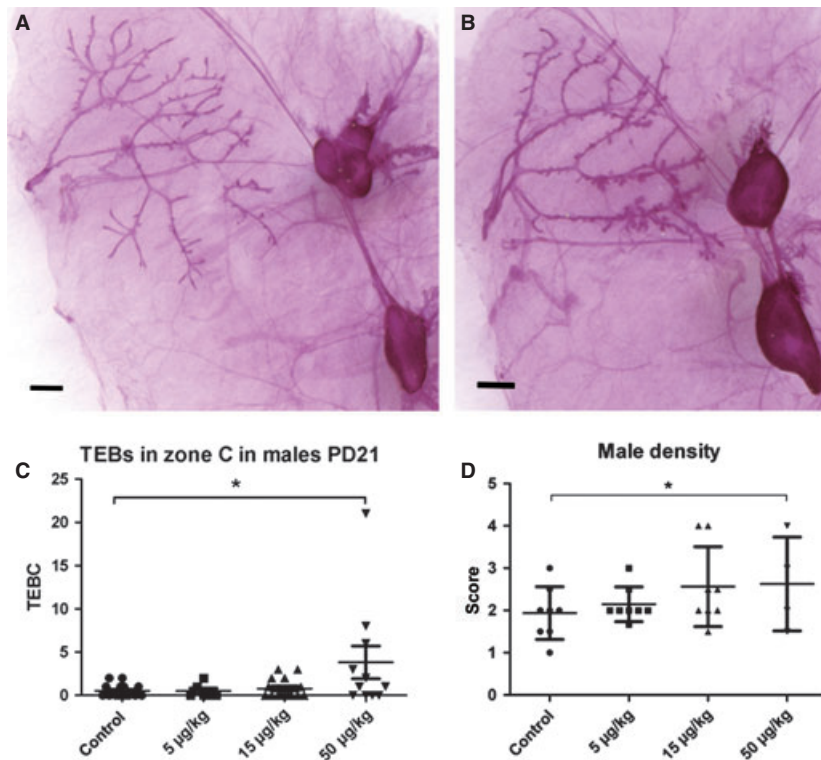 A
B
C
TEBs in zone C in males PD21
25
20
15
10
5
0
TEBC
*
Control
5 µg/kg
15 µg/kg
50 µg/kg
D
Male density
5
4
3
2
1
0
Score
*
Control
5 µg/kg
15 µg/kg
50 µg/kg